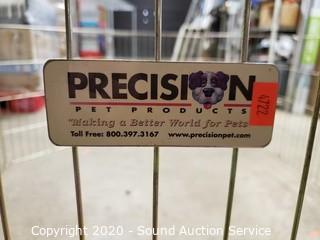 PRECISION
PET PRODUCTS
"Making a Better World for Pets"
Toll Free: 800.397.3167 www.precisionpet.com
4722
Copyright 2020 - Sound Auction Service